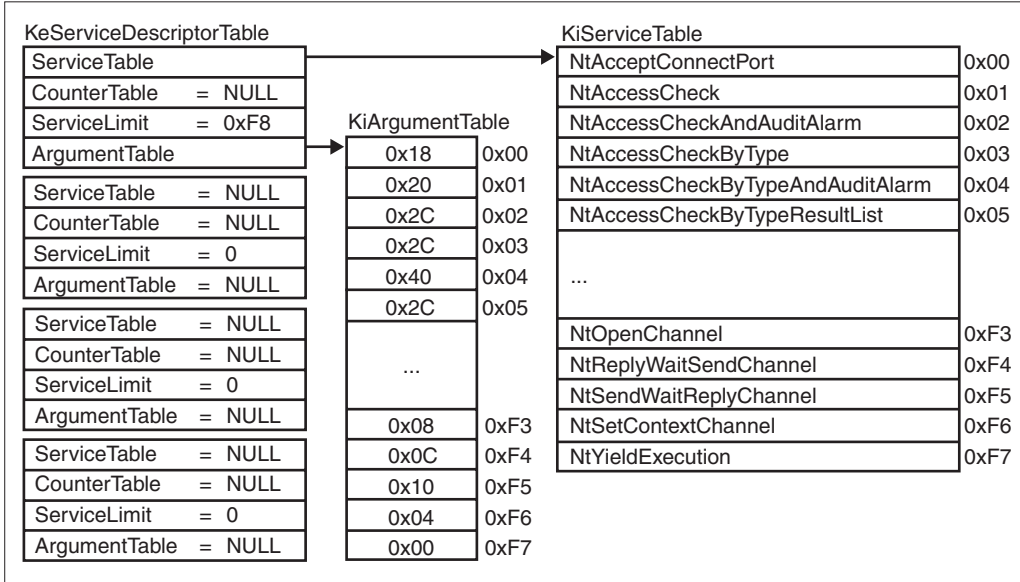 KeServiceDescriptorTable
ServiceTable
CounterTable = NULL
ServiceLimit = 0xF8
ArgumentTable
ServiceTable = NULL
CounterTable = NULL
ServiceLimit = 0
ArgumentTable = NULL
ServiceTable = NULL
CounterTable = NULL
ServiceLimit = 0
ArgumentTable = NULL
ServiceTable = NULL
CounterTable = NULL
ServiceLimit = 0
ArgumentTable = NULL
KiArgumentTable
0x18 0x00
0x20 0x01
0x2C 0x02
0x2C 0x03
0x40 0x04
0x2C 0x05
...
0x08 0xF3
0x0C 0xF4
0x10 0xF5
0x04 0xF6
0x00 0xF7
KiServiceTable
NtAcceptConnectPort 0x00
NtAccessCheck 0x01
NtAccessCheckAndAuditAlarm 0x02
NtAccessCheckByType 0x03
NtAccessCheckByTypeAndAuditAlarm 0x04
NtAccessCheckByTypeResultList 0x05
...
NtOpenChannel 0xF3
NtReplyWaitSendChannel 0xF4
NtSendWaitReplyChannel 0xF5
NtSetContextChannel 0xF6
NtYieldExecution 0xF7